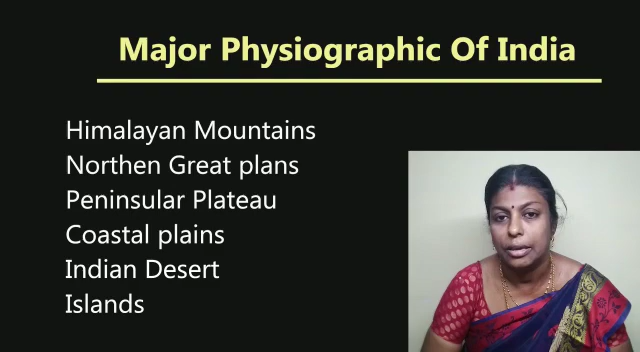 Major Physiographic Of India
Himalayan Mountains
Northen Great plans
Peninsular Plateau
Coastal plains
Indian Desert
Islands